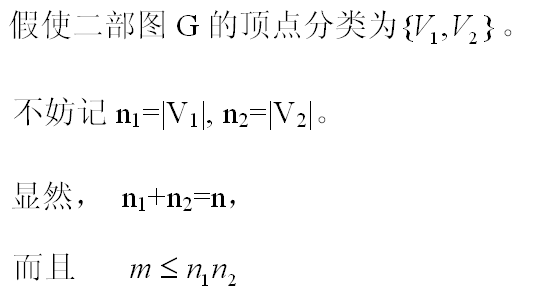 假使二部图 G 的顶点分类为{V₁,V₂}。
不妨记 n₁=|V₁|, n₂=|V₂|。
显然， n₁+n₂=n，
而且 m ≤ n₁n₂